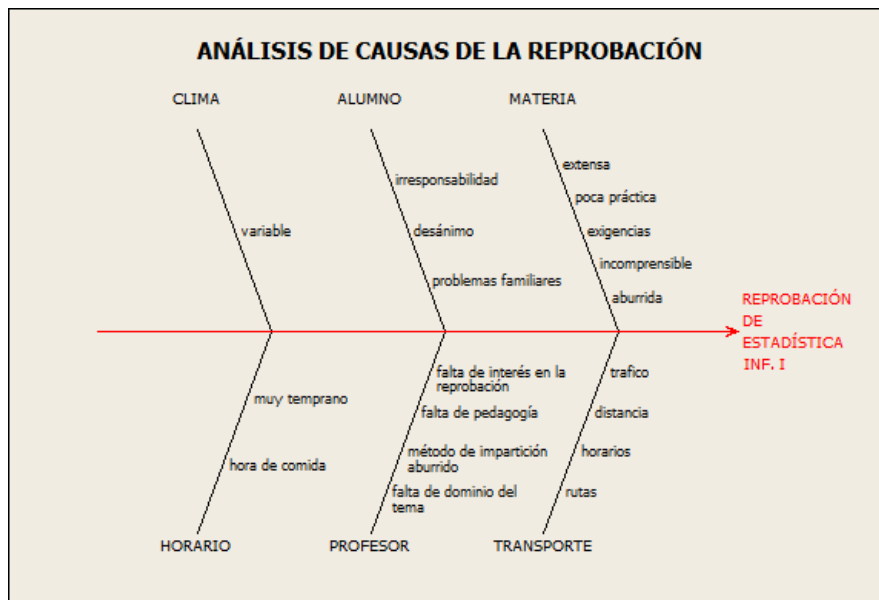 ANÁLISIS DE CAUSAS DE LA REPROBACIÓN
CLIMA
ALUMNO
MATERIA
variable
irresponsabilidad
desánimo
problemas familiares
extensa
poca práctica
exigencias
incomprensible
aburrida
REPROBACIÓN
DE
ESTADÍSTICA
INF. I
muy temprano
hora de comida
falta de interés en la
reprobación
falta de pedagogía
método de impartición
aburrido
falta de dominio del
tema
trafico
distancia
horarios
rutas
HORARIO
PROFESOR
TRANSPORTE